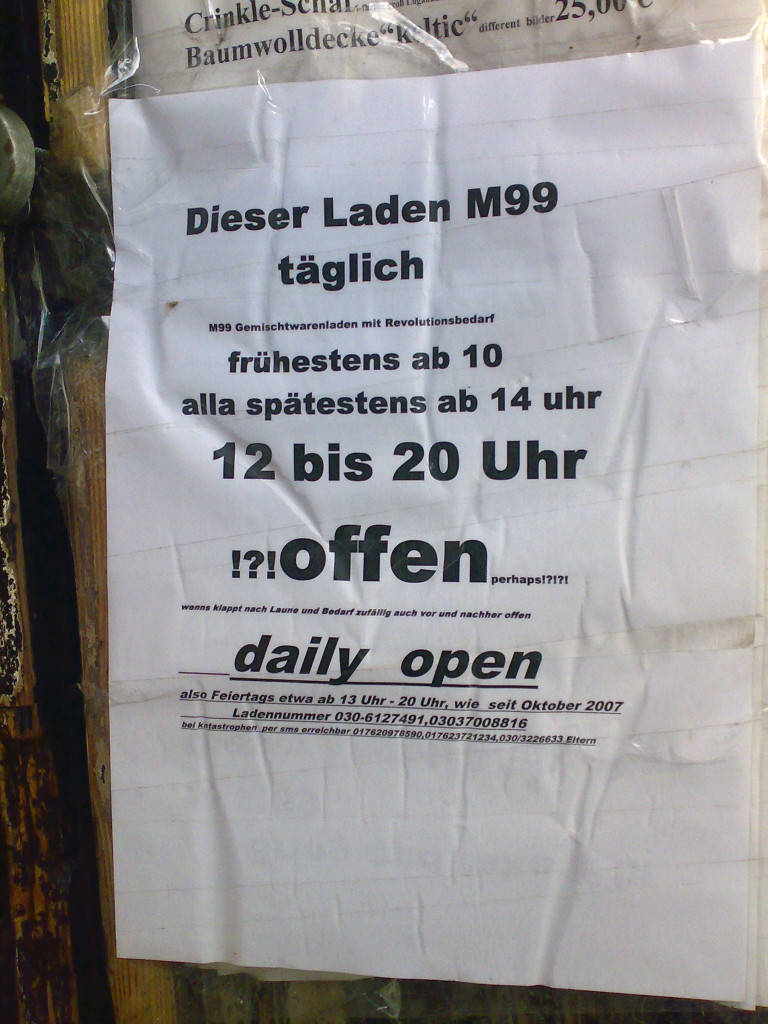 Crinkle-Schal
Baumwolldecke“keltic“ different bilder 25,00 €
Dieser Laden M99
täglich
M99 Gemischtwarenladen mit Revolutionsbedarf
frühestens ab 10
alla spätestens ab 14 uhr
12 bis 20 Uhr
!?!offen perhaps!?!?!
wenns klappt nach Laune und Bedarf zufällig auch vor und nachher offen
daily open
also Feiertags etwa ab 13 Uhr - 20 Uhr, wie seit Oktober 2007
Ladennummer 030-6127491,03037008816
bei katastrophen per sms erreichbar 017620978590,017623721234,030/3226633 Eltern